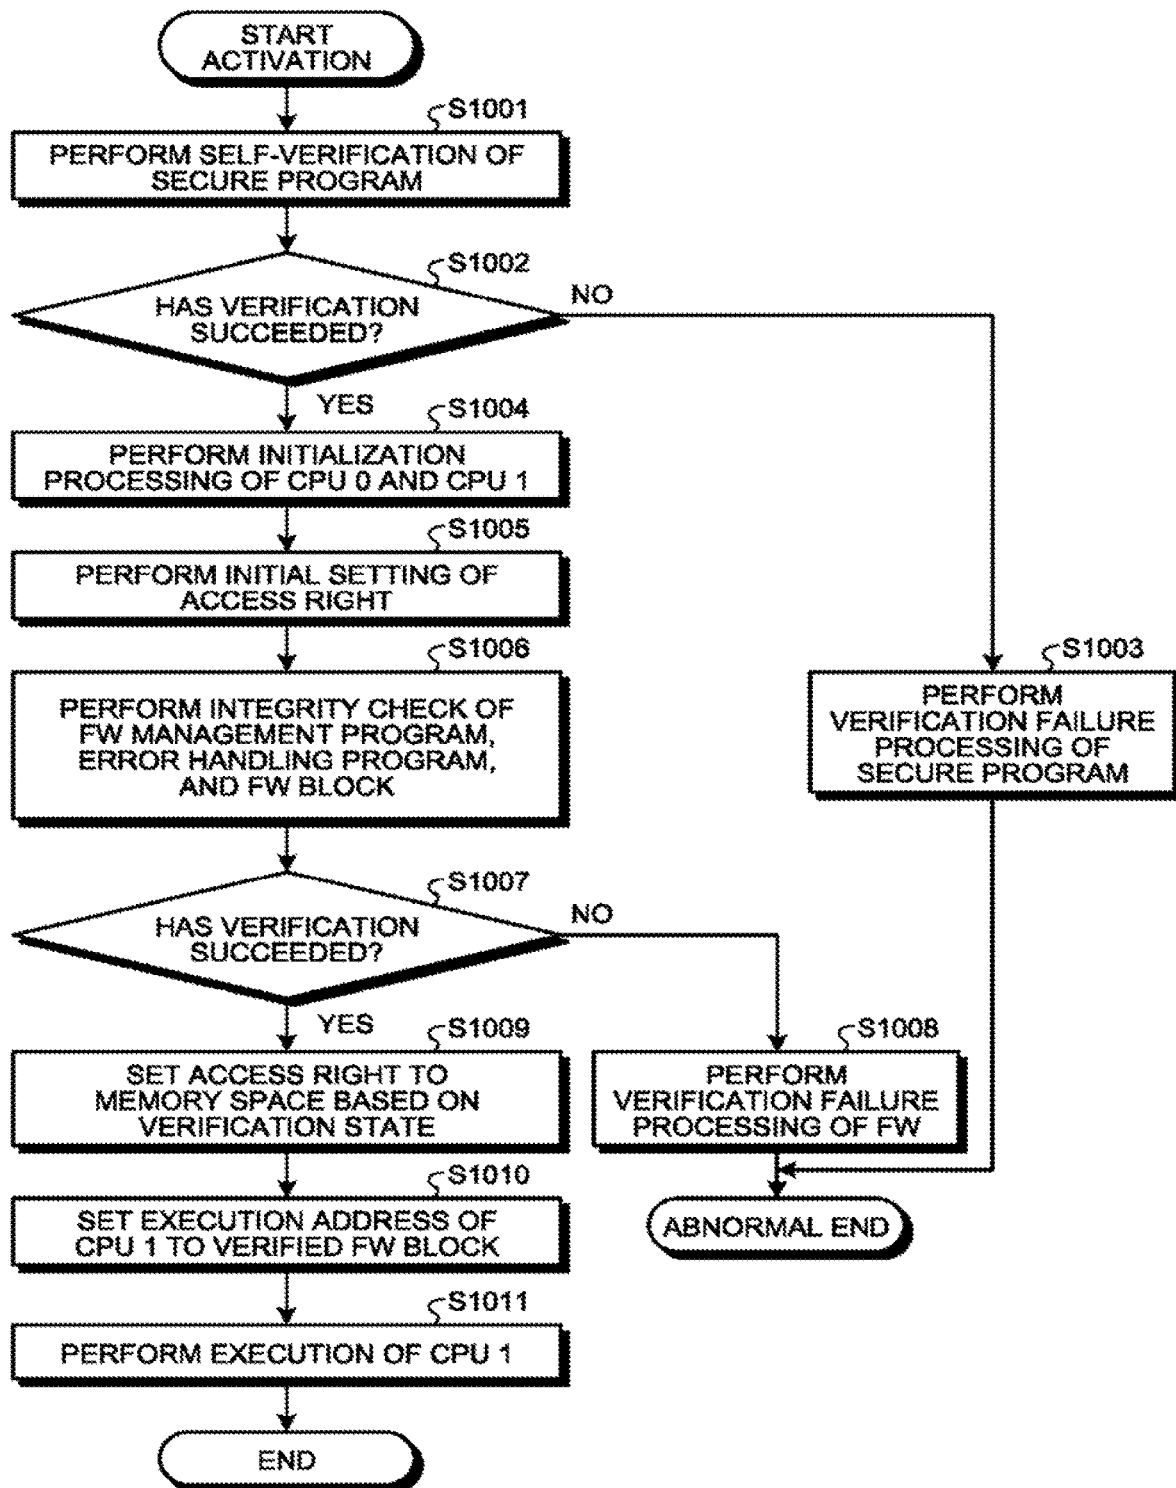 START
ACTIVATION
S1001
PERFORM SELF-VERIFICATION OF
SECURE PROGRAM
S1002
HAS VERIFICATION
SUCCEEDED?
NO
YES
S1004
PERFORM INITIALIZATION
PROCESSING OF CPU 0 AND CPU 1
S1005
PERFORM INITIAL SETTING OF
ACCESS RIGHT
S1006
PERFORM INTEGRITY CHECK OF
FW MANAGEMENT PROGRAM,
ERROR HANDLING PROGRAM,
AND FW BLOCK
S1003
PERFORM
VERIFICATION FAILURE
PROCESSING OF
SECURE PROGRAM
S1007
HAS VERIFICATION
SUCCEEDED?
NO
YES
S1009
SET ACCESS RIGHT TO
MEMORY SPACE BASED ON
VERIFICATION STATE
S1008
PERFORM
VERIFICATION FAILURE
PROCESSING OF FW
S1010
SET EXECUTION ADDRESS OF
CPU 1 TO VERIFIED FW BLOCK
ABNORMAL END
S1011
PERFORM EXECUTION OF CPU 1
END